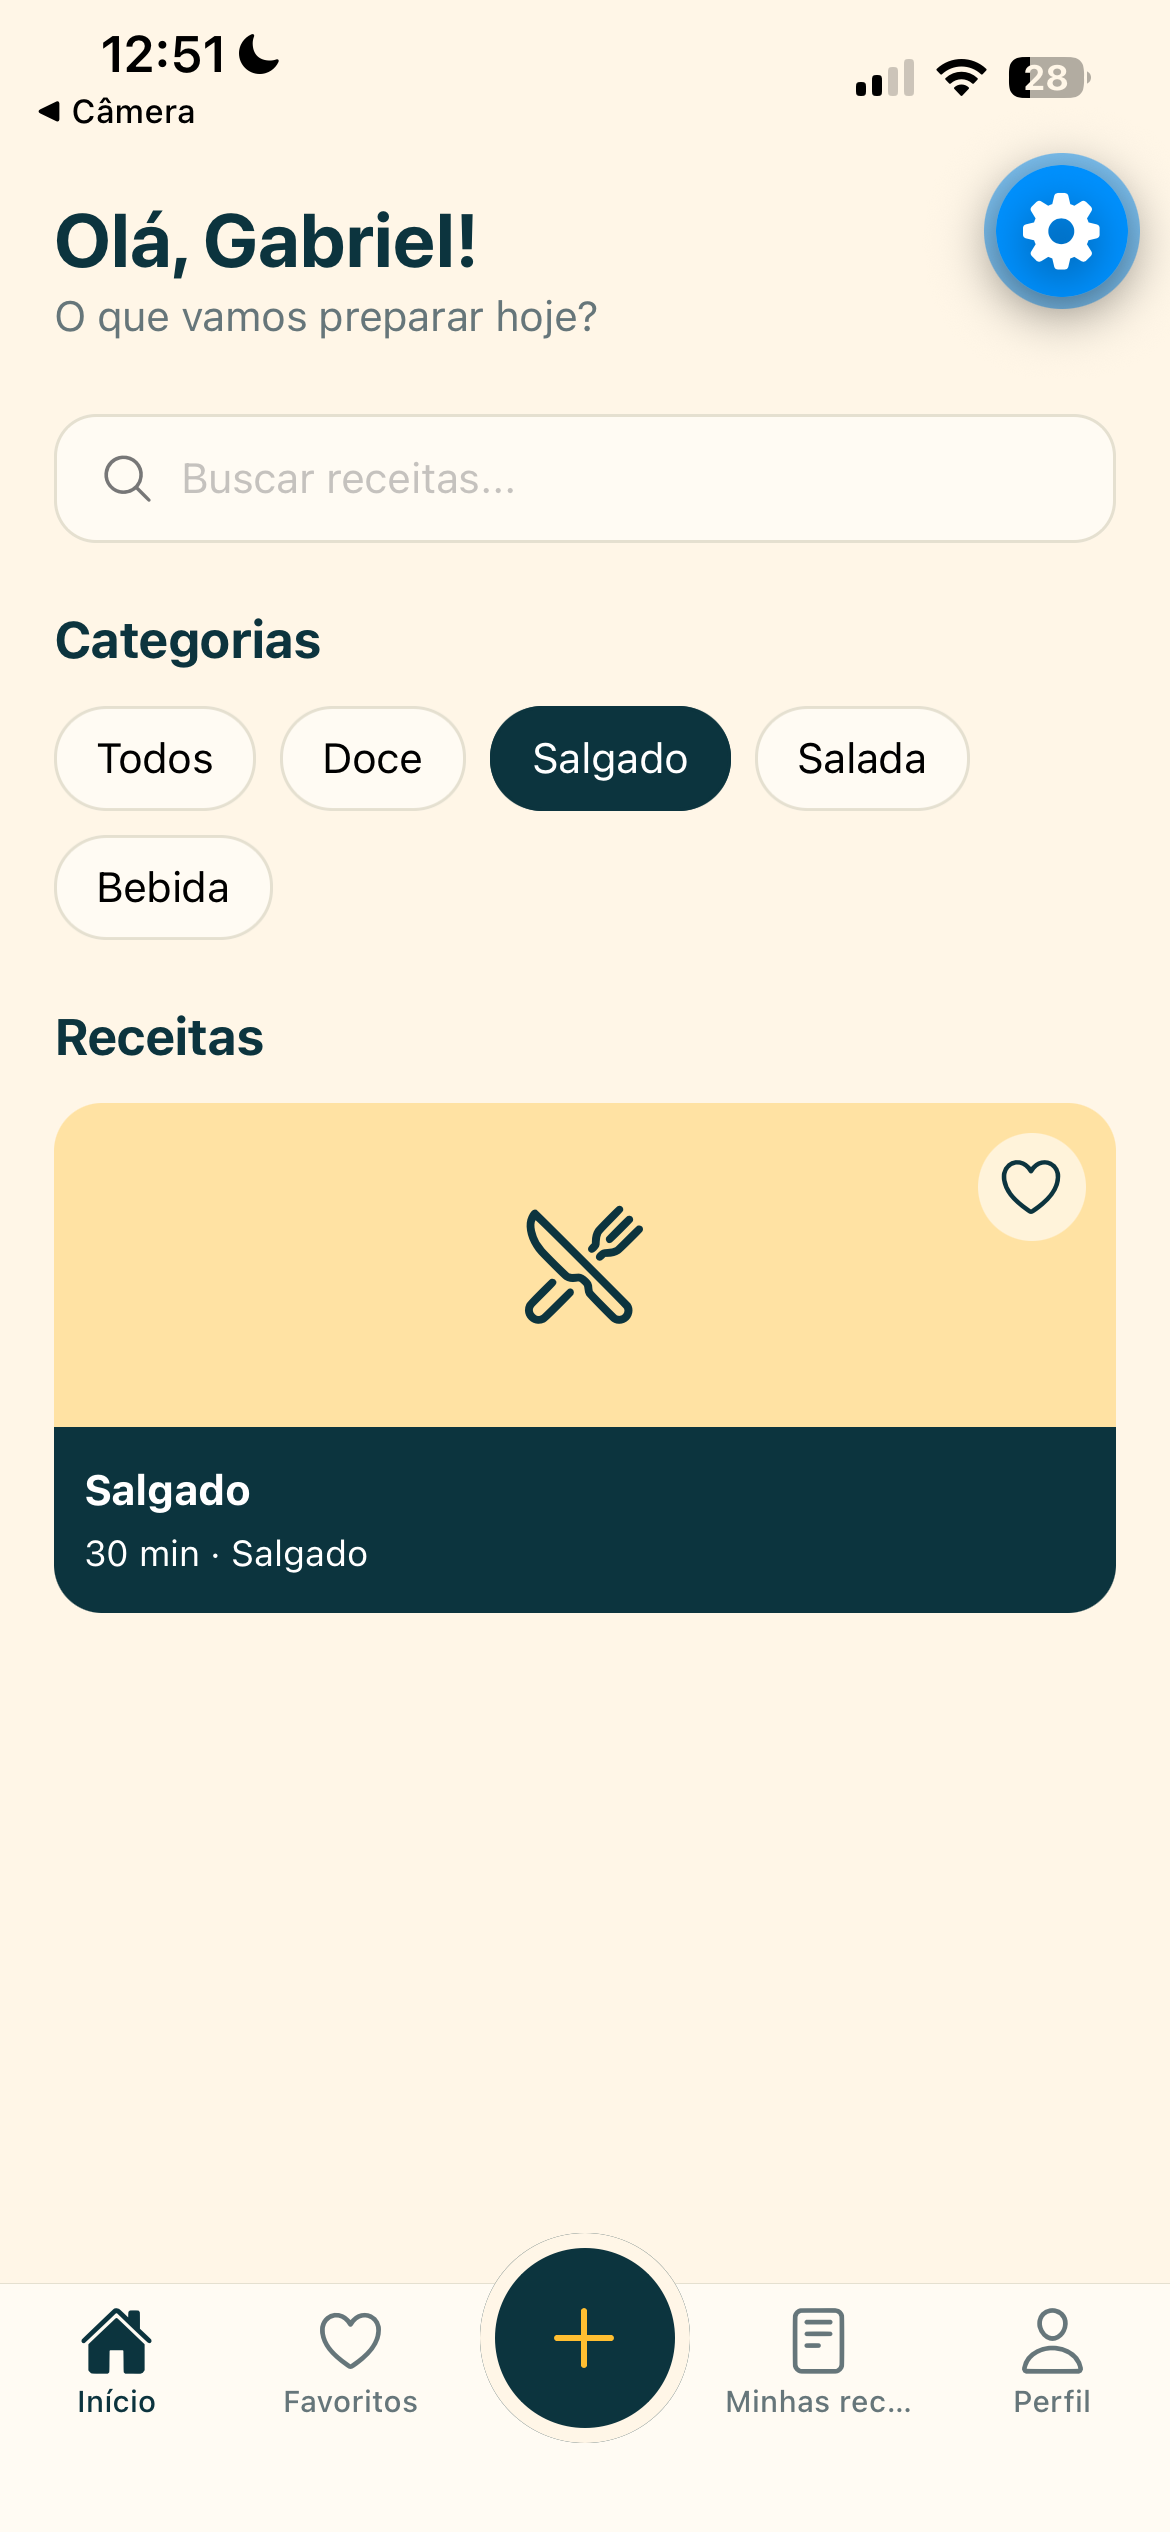 12:51
Câmera
28
Olá, Gabriel!
O que vamos preparar hoje?
Buscar receitas...
Categorias
Todos
Doce
Salgado
Salada
Bebida
Receitas
Salgado
30 min · Salgado
Início
Favoritos
Minhas rec...
Perfil